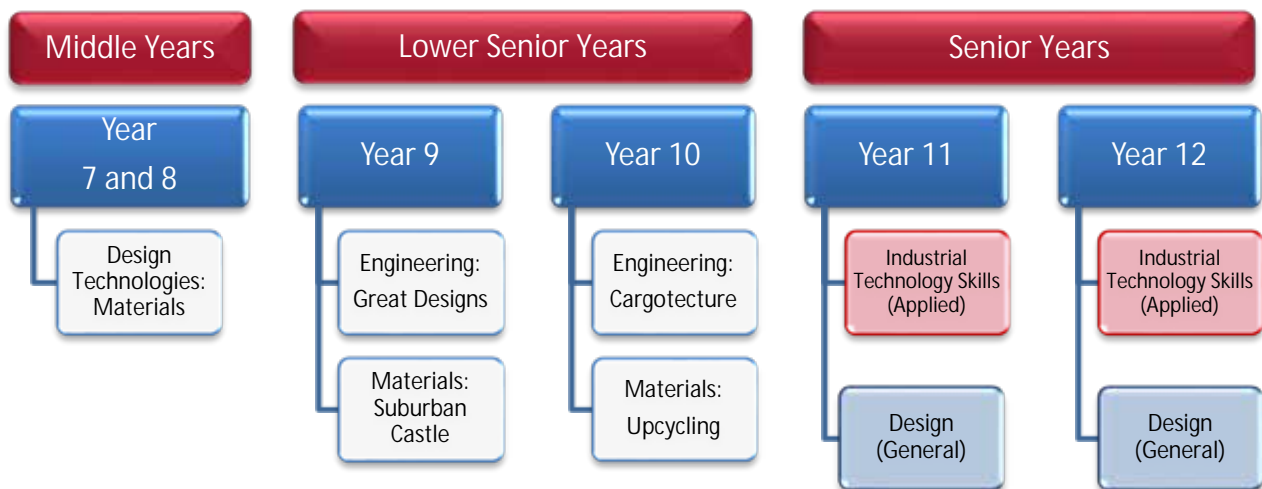 Middle Years
Lower Senior Years
Senior Years
Year
7 and 8
Year 9
Year 10
Year 11
Year 12
Design
Technologies:
Materials
Engineering:
Great Designs
Engineering:
Cargotecture
Industrial
Technology Skills
(Applied)
Industrial
Technology Skills
(Applied)
Materials:
Suburban
Castle
Materials:
Upcycling
Design
(General)
Design
(General)